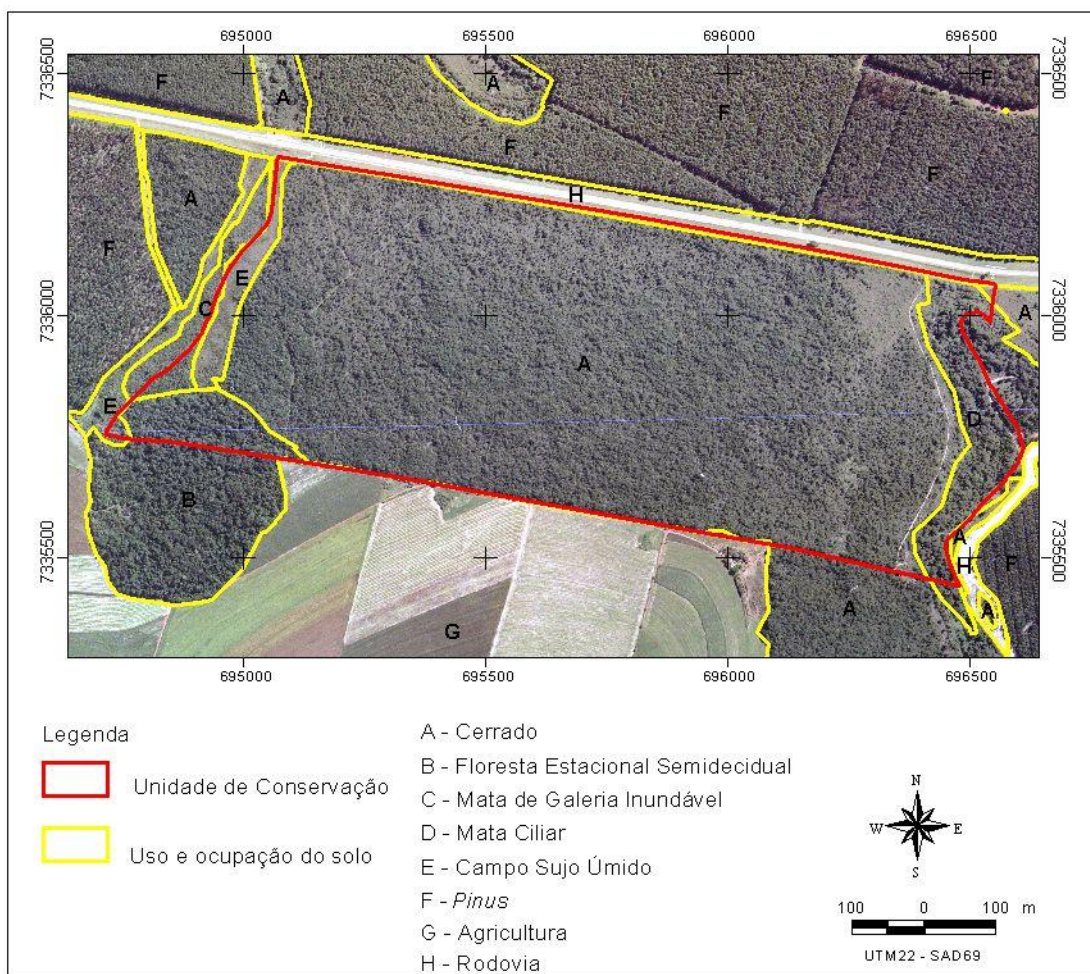 695000 695500 696000 696500
7336500 7336500
F A A F F
F F
H
A
F E
C A
7336000 7336000
A
E D
B
A
7335500 7335500
H F
A A
G
695000 695500 696000 696500
Legenda
Unidade de Conservação
Uso e ocupação do solo
A - Cerrado
B - Floresta Estacional Semidecidual
C - Mata de Galeria Inundável
D - Mata Ciliar
E - Campo Sujo Úmido
F - Pinus
G - Agricultura
H - Rodovia
N
W E
S
100 0 100 m
UTM22 - SAD69